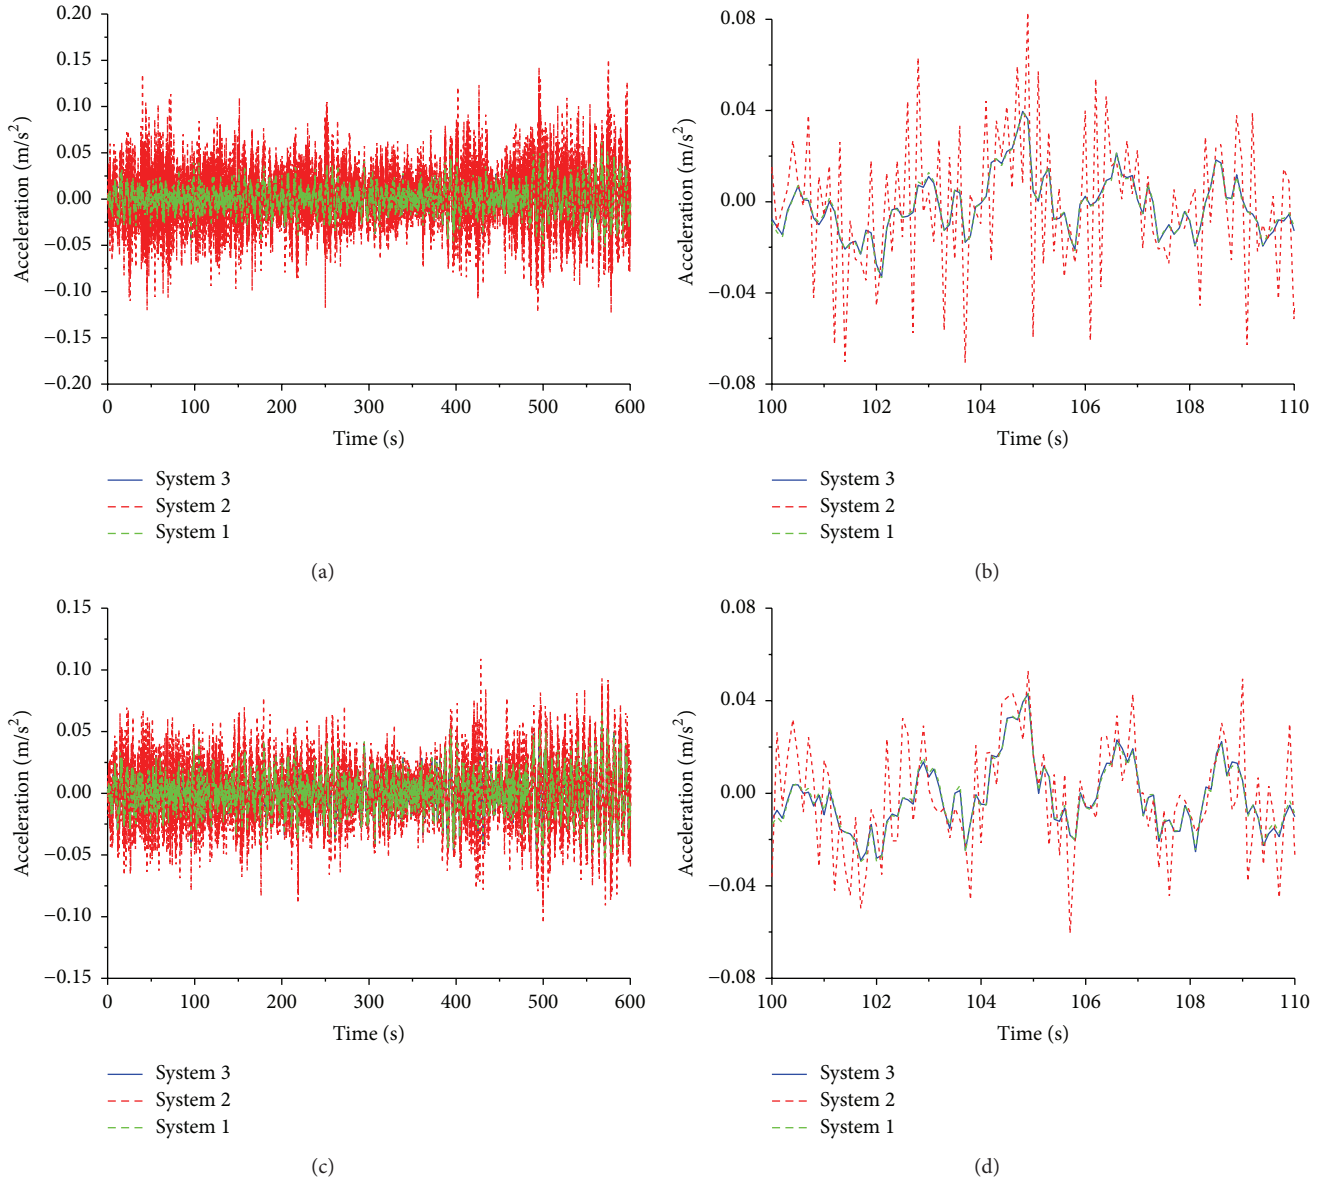 0.20
0.15
0.10
0.05
0.00
−0.05
−0.10
−0.15
−0.20
Acceleration (m/s²)
0 100 200 300 400 500 600
Time (s)
System 3
System 2
System 1
(a)
0.08
0.04
0.00
−0.04
−0.08
Acceleration (m/s²)
100 102 104 106 108 110
Time (s)
System 3
System 2
System 1
(b)
0.15
0.10
0.05
0.00
−0.05
−0.10
−0.15
Acceleration (m/s²)
0 100 200 300 400 500 600
Time (s)
System 3
System 2
System 1
(c)
0.08
0.04
0.00
−0.04
−0.08
Acceleration (m/s²)
100 102 104 106 108 110
Time (s)
System 3
System 2
System 1
(d)